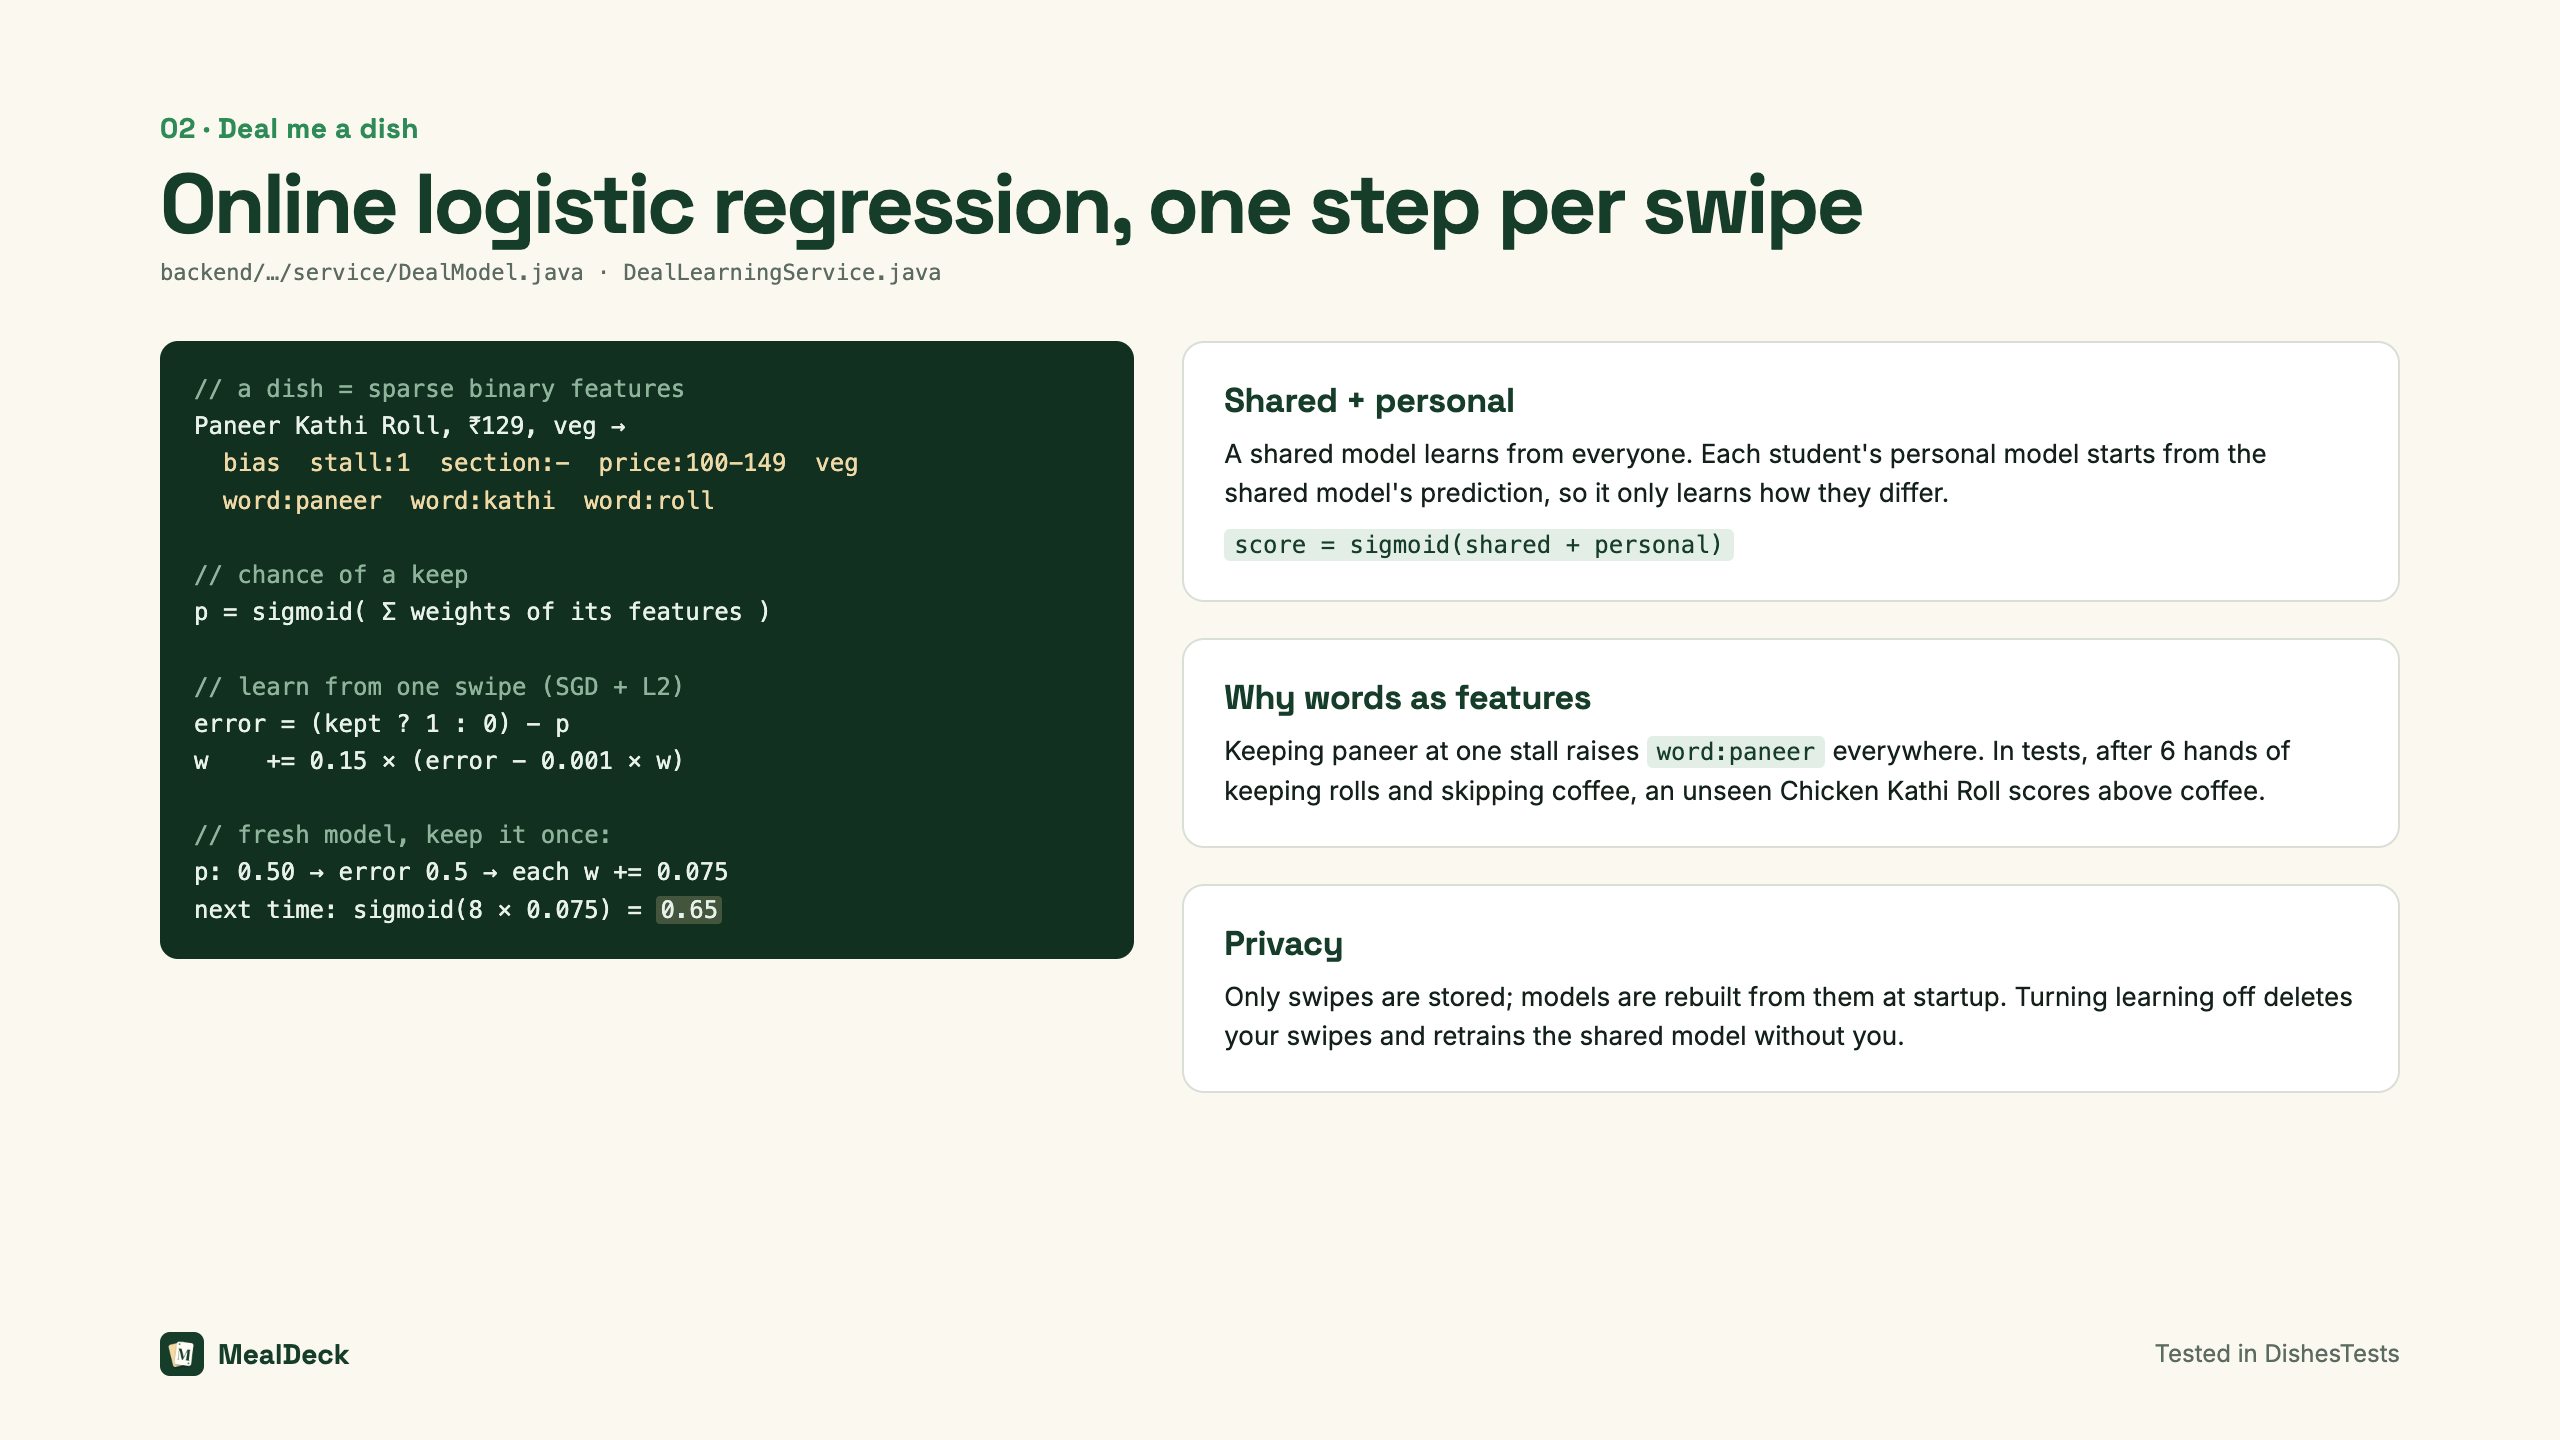 02 · Deal me a dish
Online logistic regression, one step per swipe
backend/…/service/DealModel.java · DealLearningService.java
// a dish = sparse binary features
Paneer Kathi Roll, ₹129, veg →
bias  stall:1  section:–  price:100–149  veg
word:paneer  word:kathi  word:roll
// chance of a keep
p = sigmoid( Σ weights of its features )
// learn from one swipe (SGD + L2)
error = (kept ? 1 : 0) − p
w    += 0.15 × (error − 0.001 × w)
// fresh model, keep it once:
p: 0.50 → error 0.5 → each w += 0.075
next time: sigmoid(8 × 0.075) = 0.65
Shared + personal
A shared model learns from everyone. Each student's personal model starts from the
shared model's prediction, so it only learns how they differ.
score = sigmoid(shared + personal)
Why words as features
Keeping paneer at one stall raises word:paneer everywhere. In tests, after 6 hands of
keeping rolls and skipping coffee, an unseen Chicken Kathi Roll scores above coffee.
Privacy
Only swipes are stored; models are rebuilt from them at startup. Turning learning off deletes
your swipes and retrains the shared model without you.
M
MealDeck
Tested in DishesTests